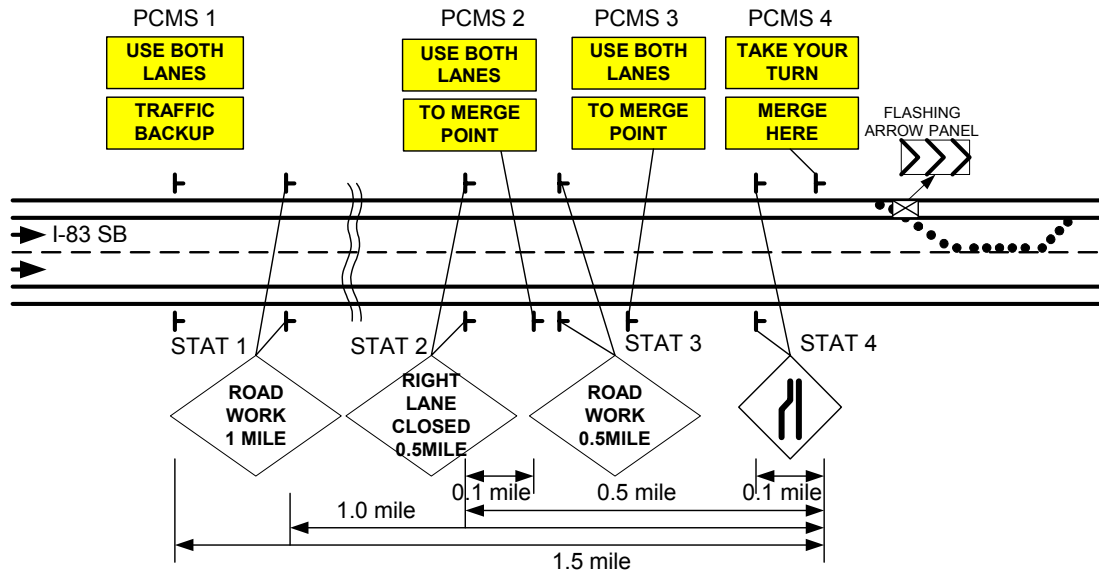 PCMS 1
PCMS 2
PCMS 3
PCMS 4
USE BOTH
LANES
TRAFFIC
BACKUP
USE BOTH
LANES
TO MERGE
POINT
USE BOTH
LANES
TO MERGE
POINT
TAKE YOUR
TURN
MERGE
HERE
FLASHING
ARROW PANEL
I-83 SB
STAT 1
STAT 2
STAT 3
STAT 4
ROAD
WORK
1 MILE
RIGHT
LANE
CLOSED
0.5MILE
ROAD
WORK
0.5MILE
0.1 mile
0.5 mile
0.1 mile
1.0 mile
1.5 mile